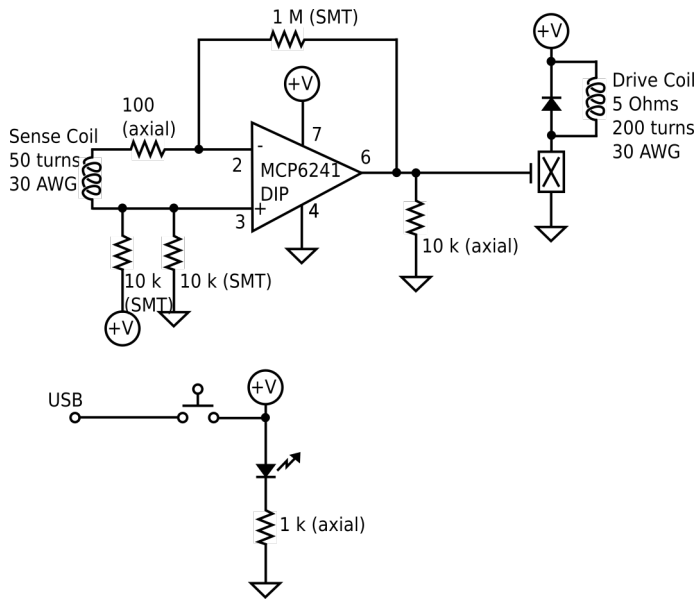 1 M (SMT)
+V
Drive Coil
5 Ohms
200 turns
30 AWG
+V
100
(axial)
Sense Coil
50 turns
30 AWG
7
-
2
MCP6241
DIP
6
+
3
4
10 k (axial)
10 k
(SMT)
10 k (SMT)
+V
USB
+V
1 k (axial)